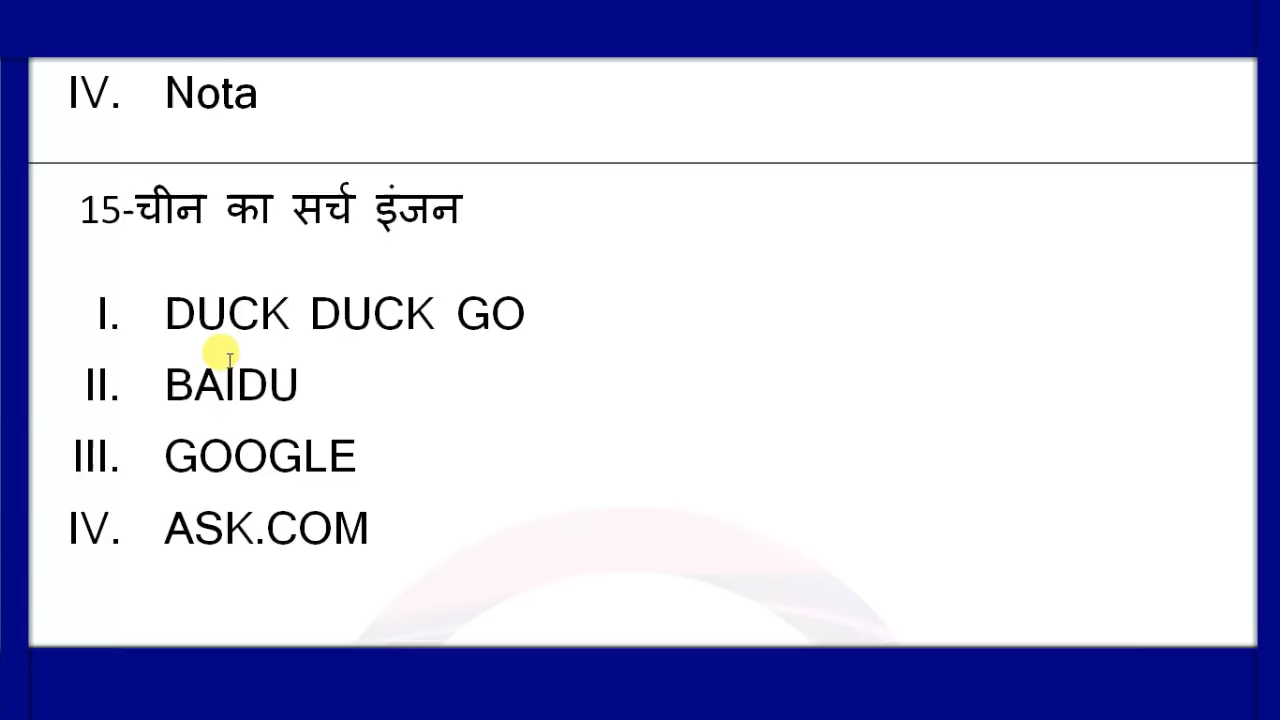 IV. Nota
15-चीन का सर्च इंजन
I. DUCK DUCK GO
II. BAIDU
III. GOOGLE
IV. ASK.COM